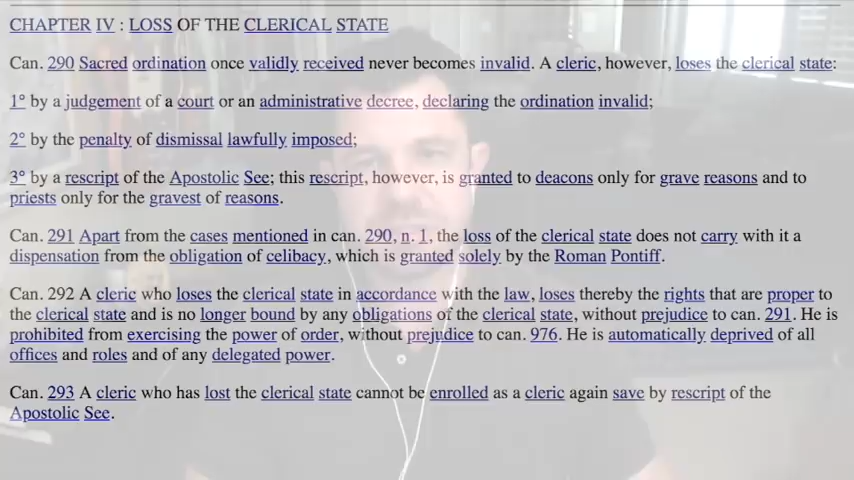 CHAPTER IV : LOSS OF THE CLERICAL STATE
Can. 290 Sacred ordination once validly received never becomes invalid. A cleric, however, loses the clerical state:
1° by a judgement of a court or an administrative decree, declaring the ordination invalid;
2° by the penalty of dismissal lawfully imposed;
3° by a rescript of the Apostolic See; this rescript, however, is granted to deacons only for grave reasons and to
priests only for the gravest of reasons.
Can. 291 Apart from the cases mentioned in can. 290, n. 1, the loss of the clerical state does not carry with it a
dispensation from the obligation of celibacy, which is granted solely by the Roman Pontiff.
Can. 292 A cleric who loses the clerical state in accordance with the law, loses thereby the rights that are proper to
the clerical state and is no longer bound by any obligations of the clerical state, without prejudice to can. 291. He is
prohibited from exercising the power of order, without prejudice to can. 976. He is automatically deprived of all
offices and roles and of any delegated power.
Can. 293 A cleric who has lost the clerical state cannot be enrolled as a cleric again save by rescript of the
Apostolic See.